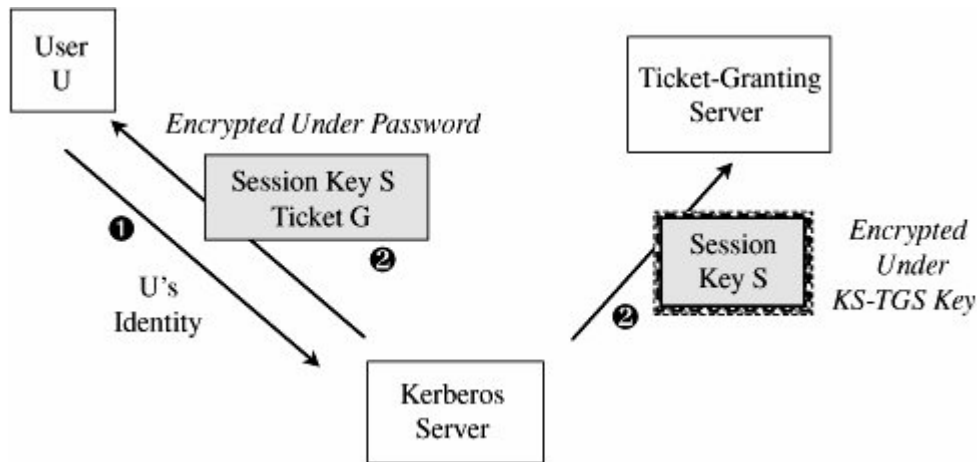 User
U
Ticket-Granting
Server
Encrypted Under Password
Session Key S
Ticket G
❶
❷
U's
Identity
Session
Key S
Encrypted
Under
KS-TGS Key
❷
Kerberos
Server